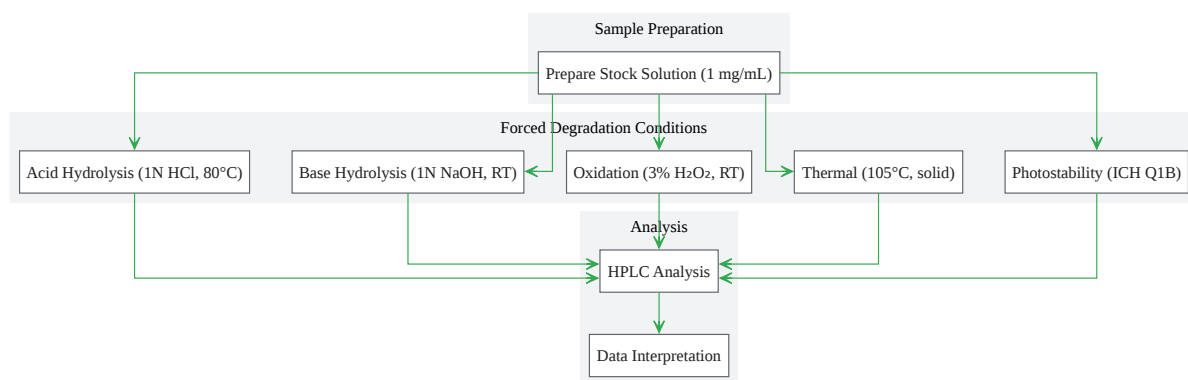 Sample Preparation
Prepare Stock Solution (1 mg/mL)
Forced Degradation Conditions
Acid Hydrolysis (1N HCl, 80°C)
Base Hydrolysis (1N NaOH, RT)
Oxidation (3% H₂O₂, RT)
Thermal (105°C, solid)
Photostability (ICH Q1B)
Analysis
HPLC Analysis
Data Interpretation